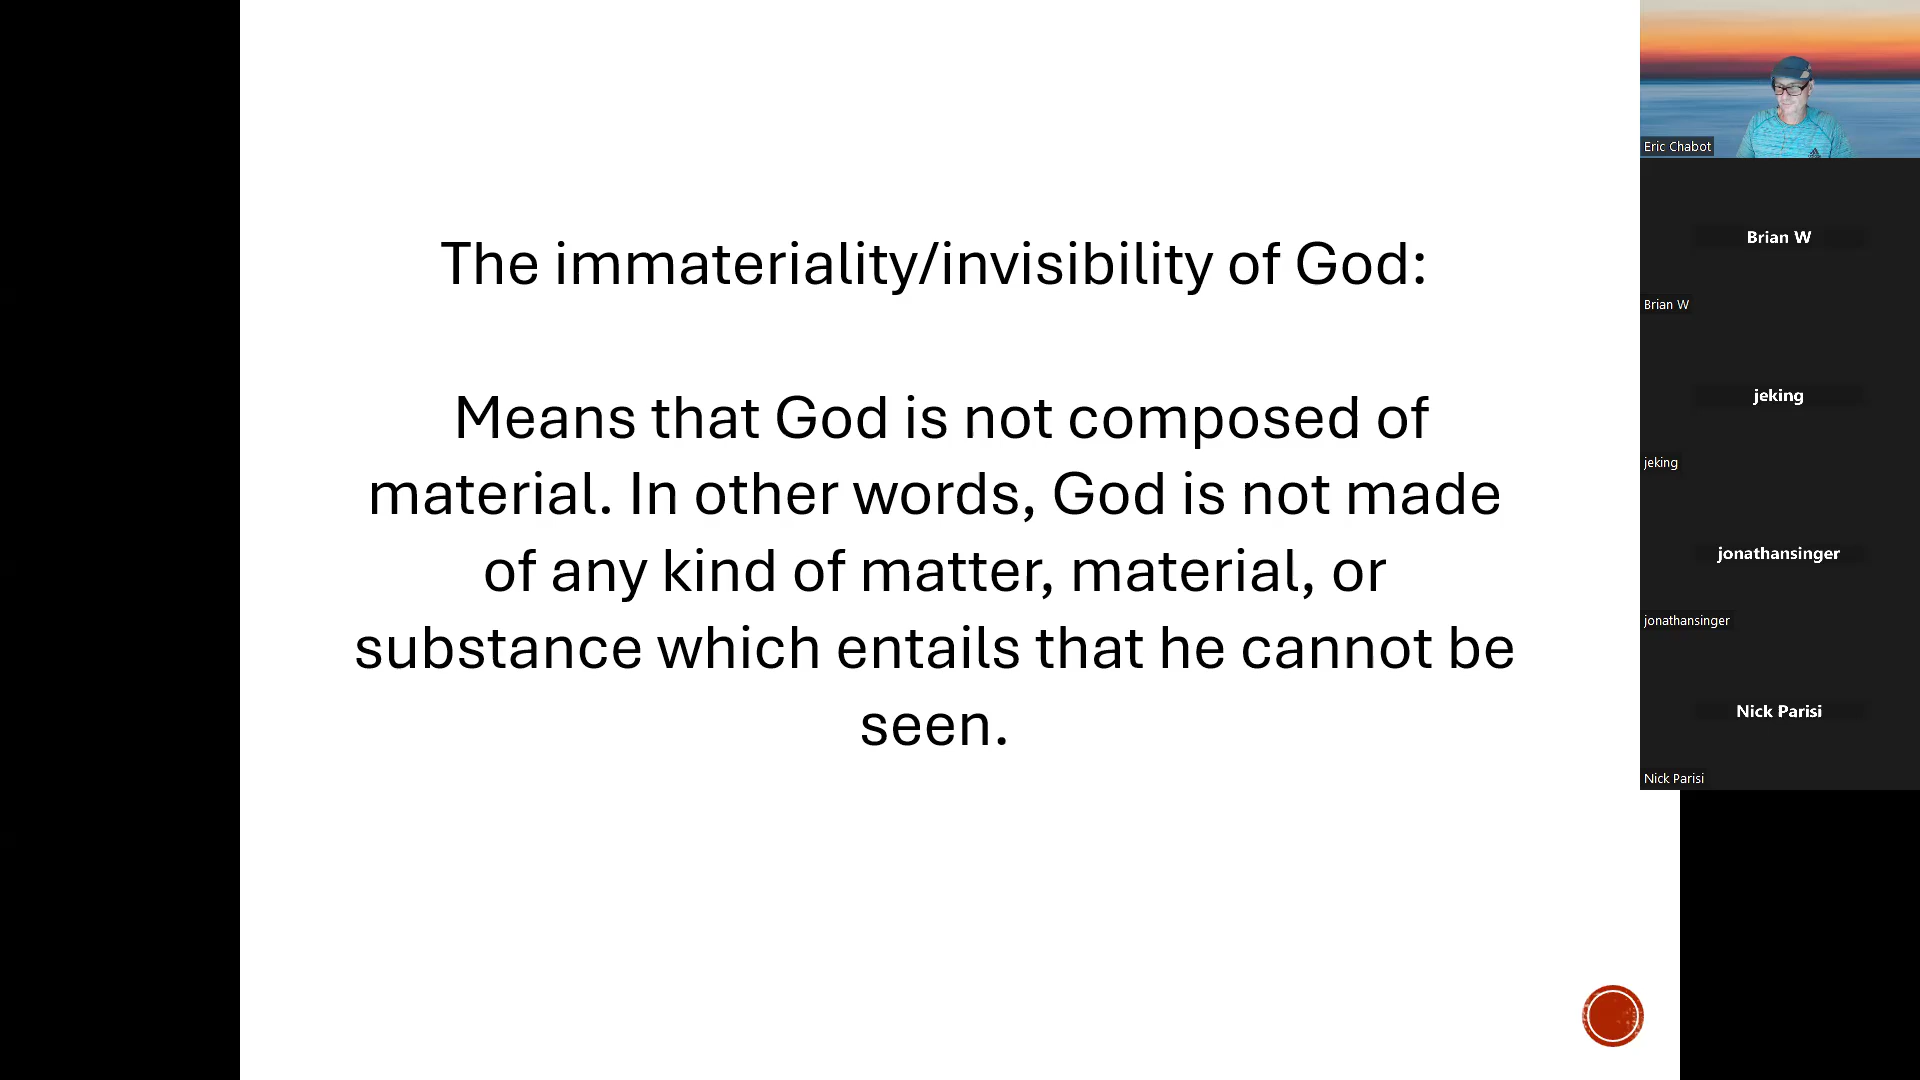 The immateriality/invisibility of God:
Means that God is not composed of
material. In other words, God is not made
of any kind of matter, material, or
substance which entails that he cannot be
seen.
Eric Chabot
Brian W
Brian W
jeking
jeking
jonathansinger
jonathansinger
Nick Parisi
Nick Parisi